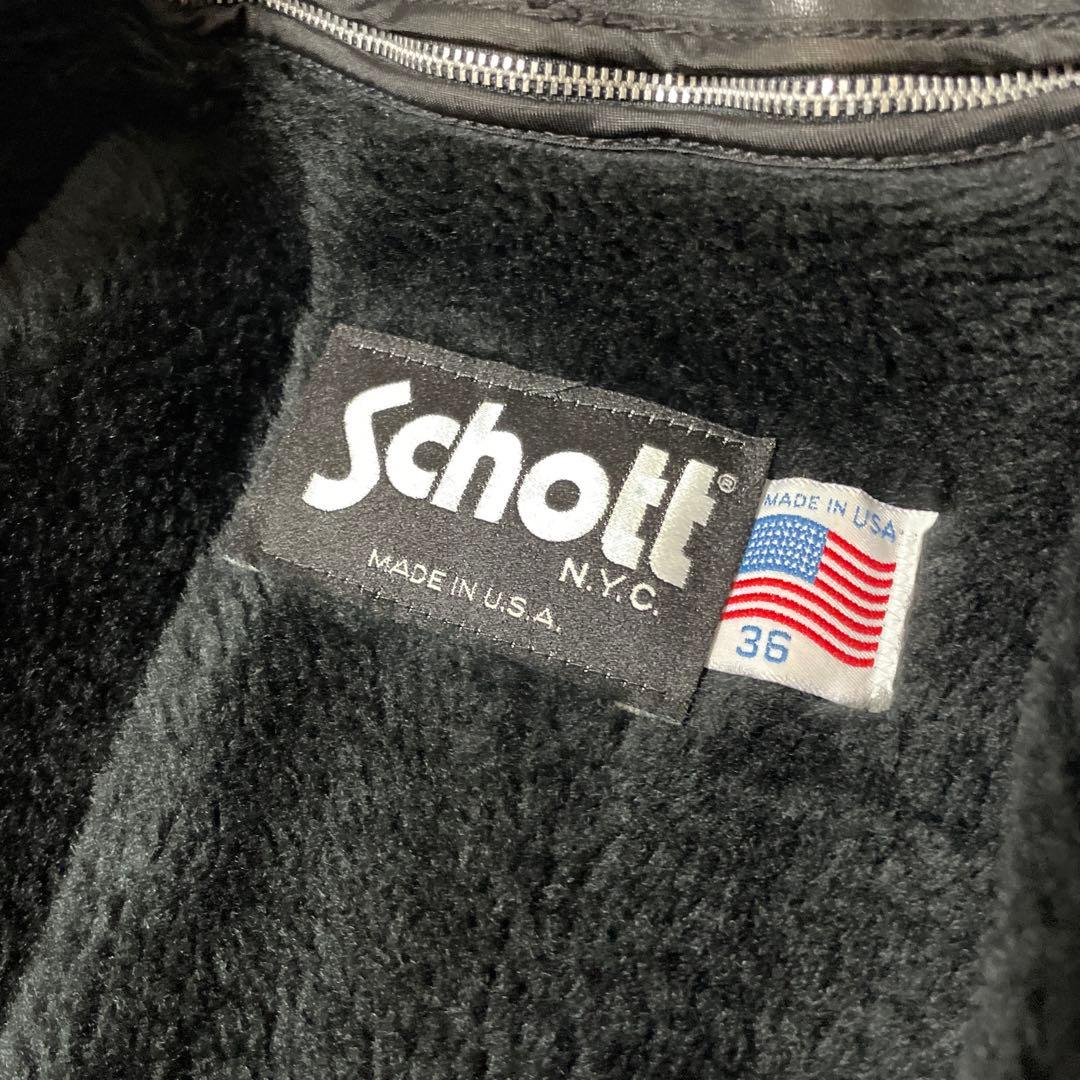 Schott®
N.Y.C.
MADE IN U.S.A.
MADE IN USA
36